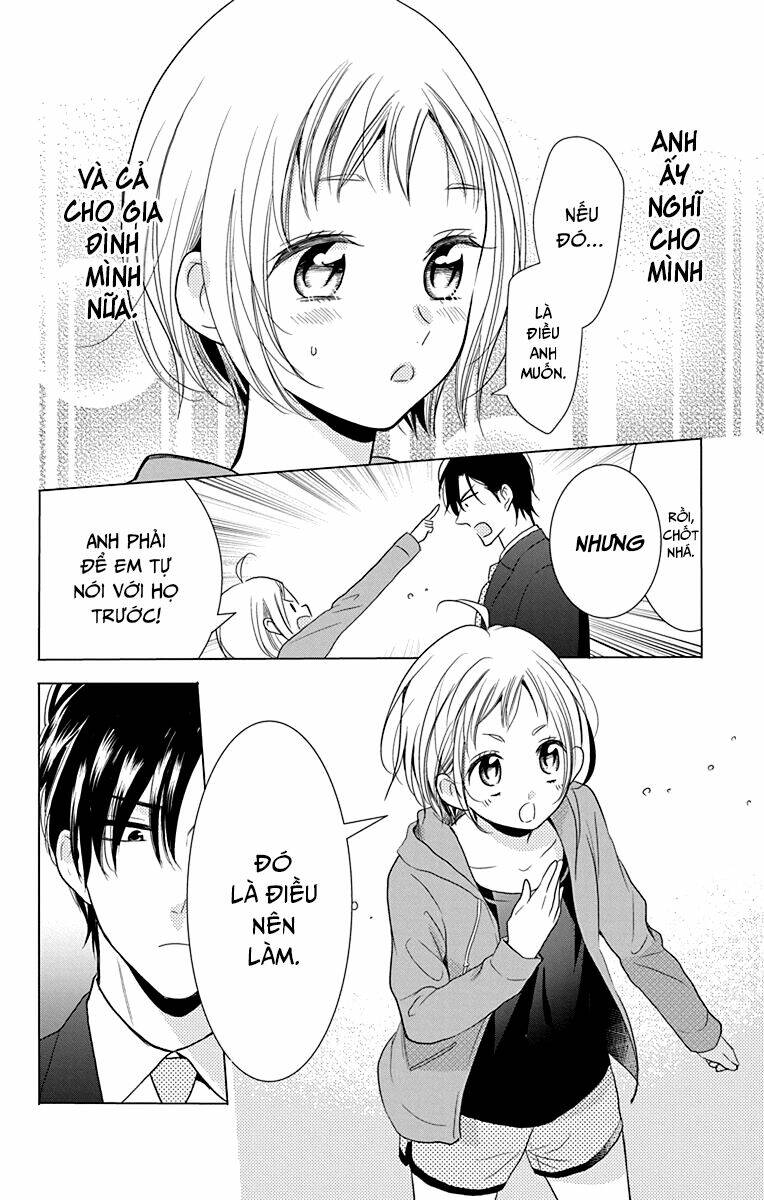 ANH
ẤY
NGHĨ
CHO
MÌNH
NẾU
ĐÓ...
LÀ
ĐIỀU
ANH
MUỐN.
VÀ CẢ
CHO GIA
ĐÌNH
MÌNH
NỮA.
RỒI,
CHỐT
NHÁ.
NHƯNG
ANH PHẢI
ĐỂ EM TỰ
NÓI VỚI HỌ
TRƯỚC!
ĐÓ
LÀ ĐIỀU
NÊN
LÀM.